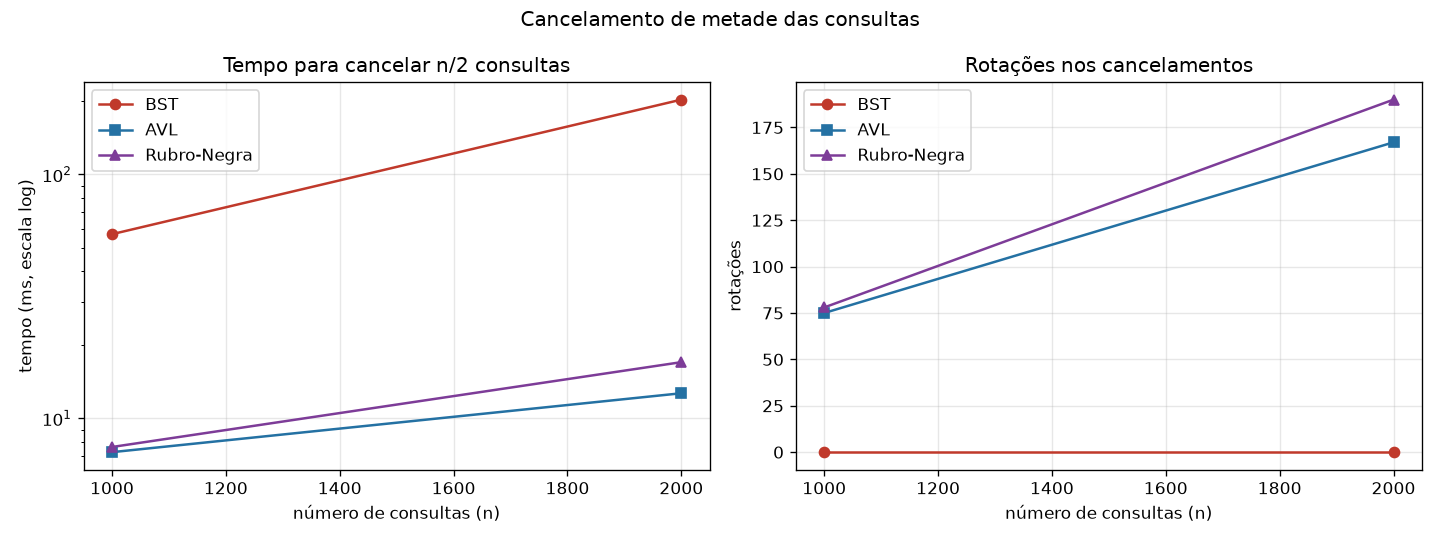 Cancelamento de metade das consultas
Tempo para cancelar n/2 consultas
BST
AVL
Rubro-Negra
10²
10¹
tempo (ms, escala log)
1000 1200 1400 1600 1800 2000
número de consultas (n)
Rotações nos cancelamentos
BST
AVL
Rubro-Negra
175
150
125
100
75
50
25
0
rotações
1000 1200 1400 1600 1800 2000
número de consultas (n)